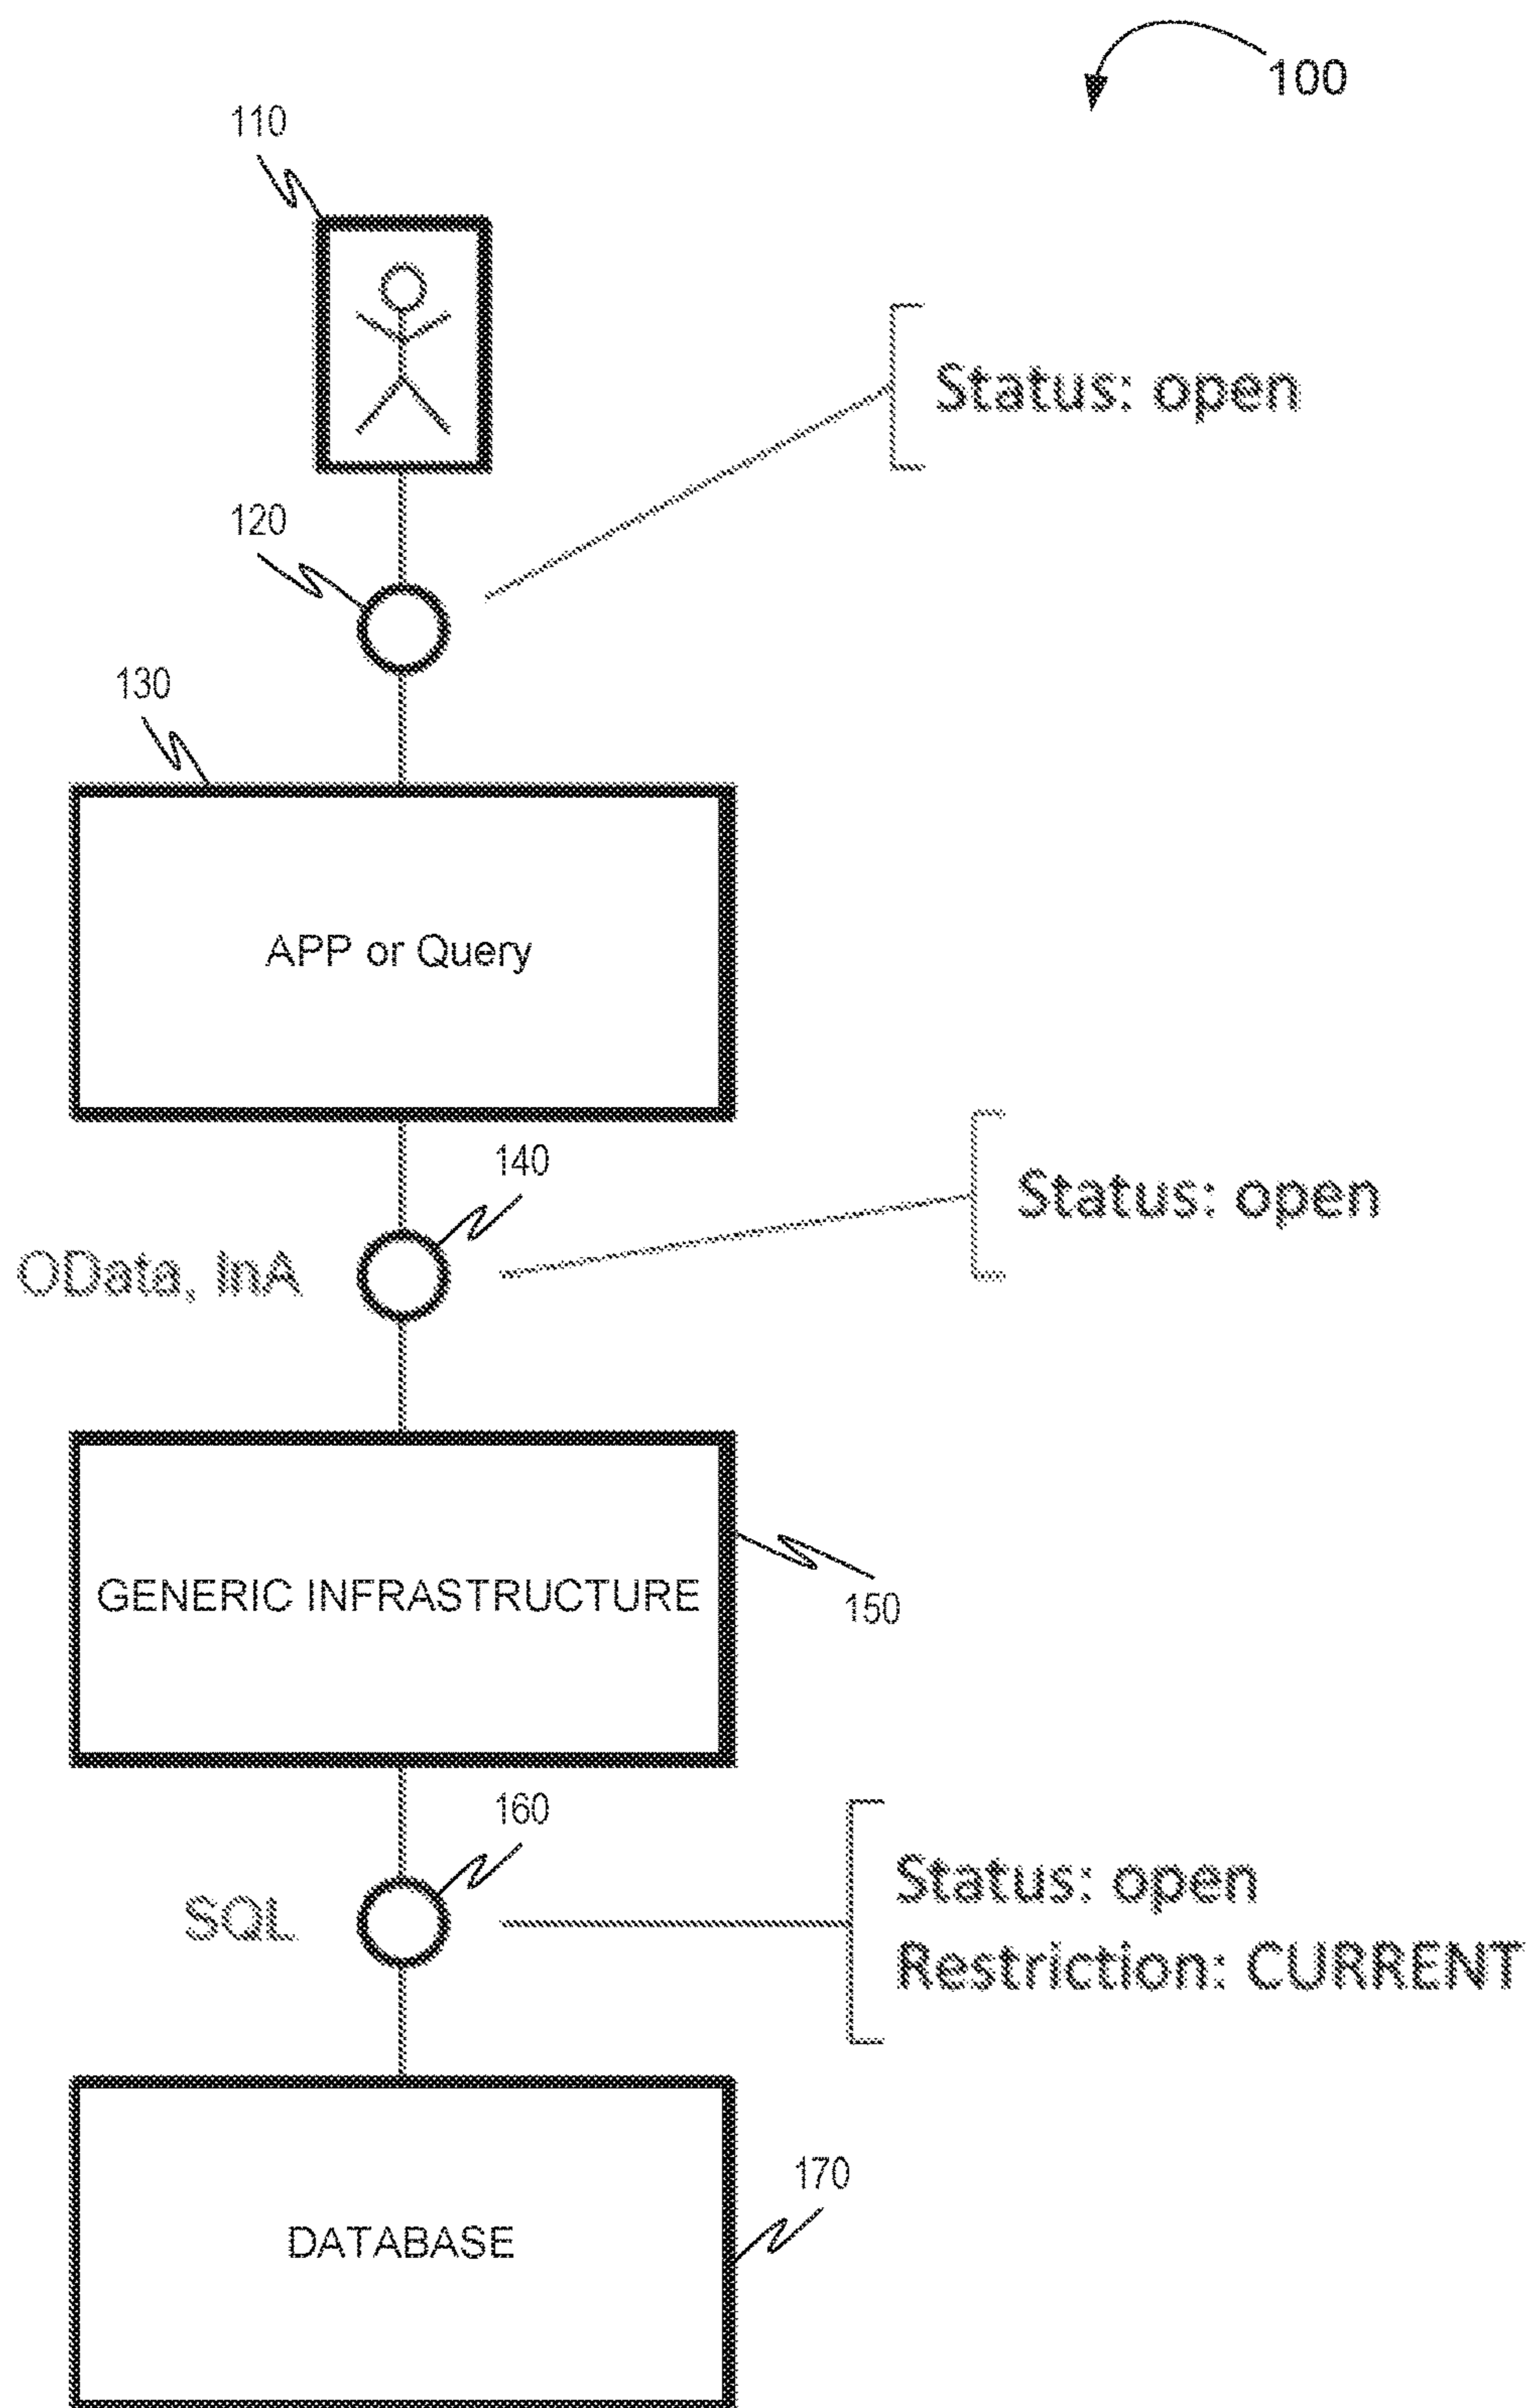 100
110
Status: open
120
130
APP or Query
140
Status: open
OData, InA
GENERIC INFRASTRUCTURE
150
160
Status: open
SQL
Restriction: CURRENT
170
DATABASE